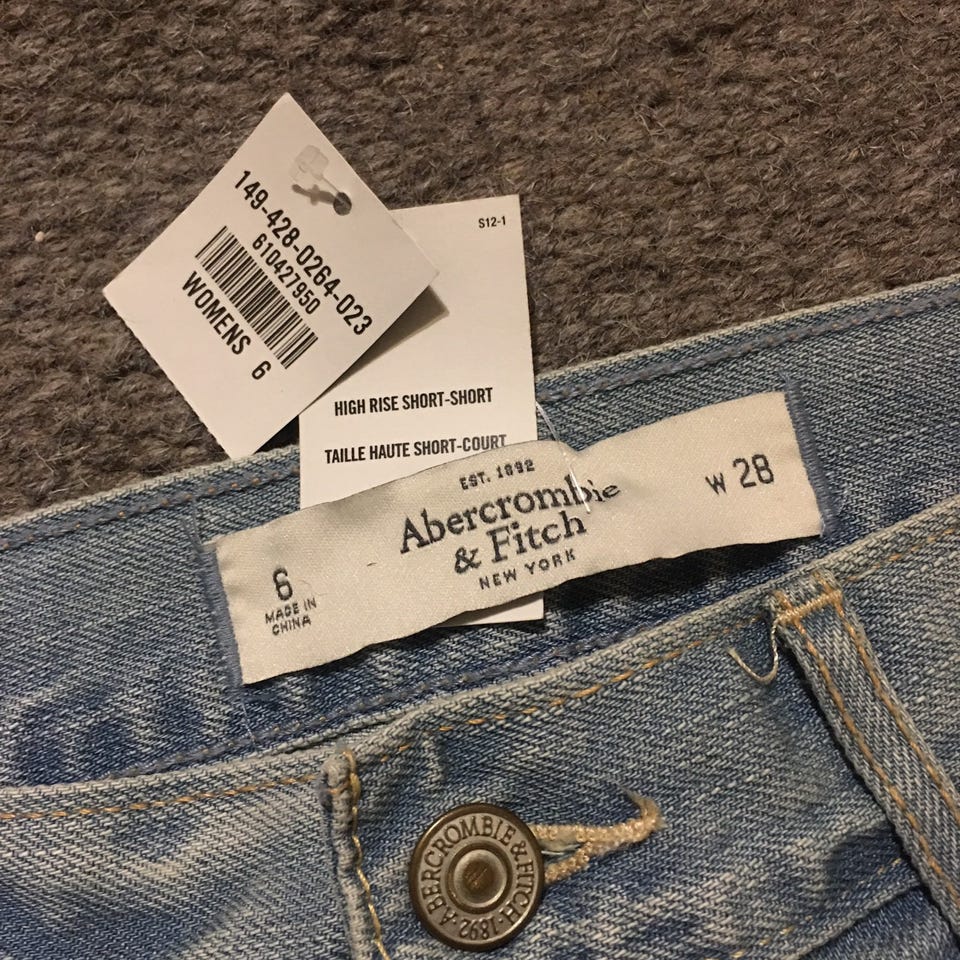 149-428-0264-023
610427950
WOMENS 6
S12-1
HIGH RISE SHORT-SHORT
TAILLE HAUTE SHORT-COURT
EST. 1892
Abercrombie
& Fitch
NEW YORK
6
MADE IN
CHINA
W 28
ABERCROMBIE & FITCH · 1892 ·